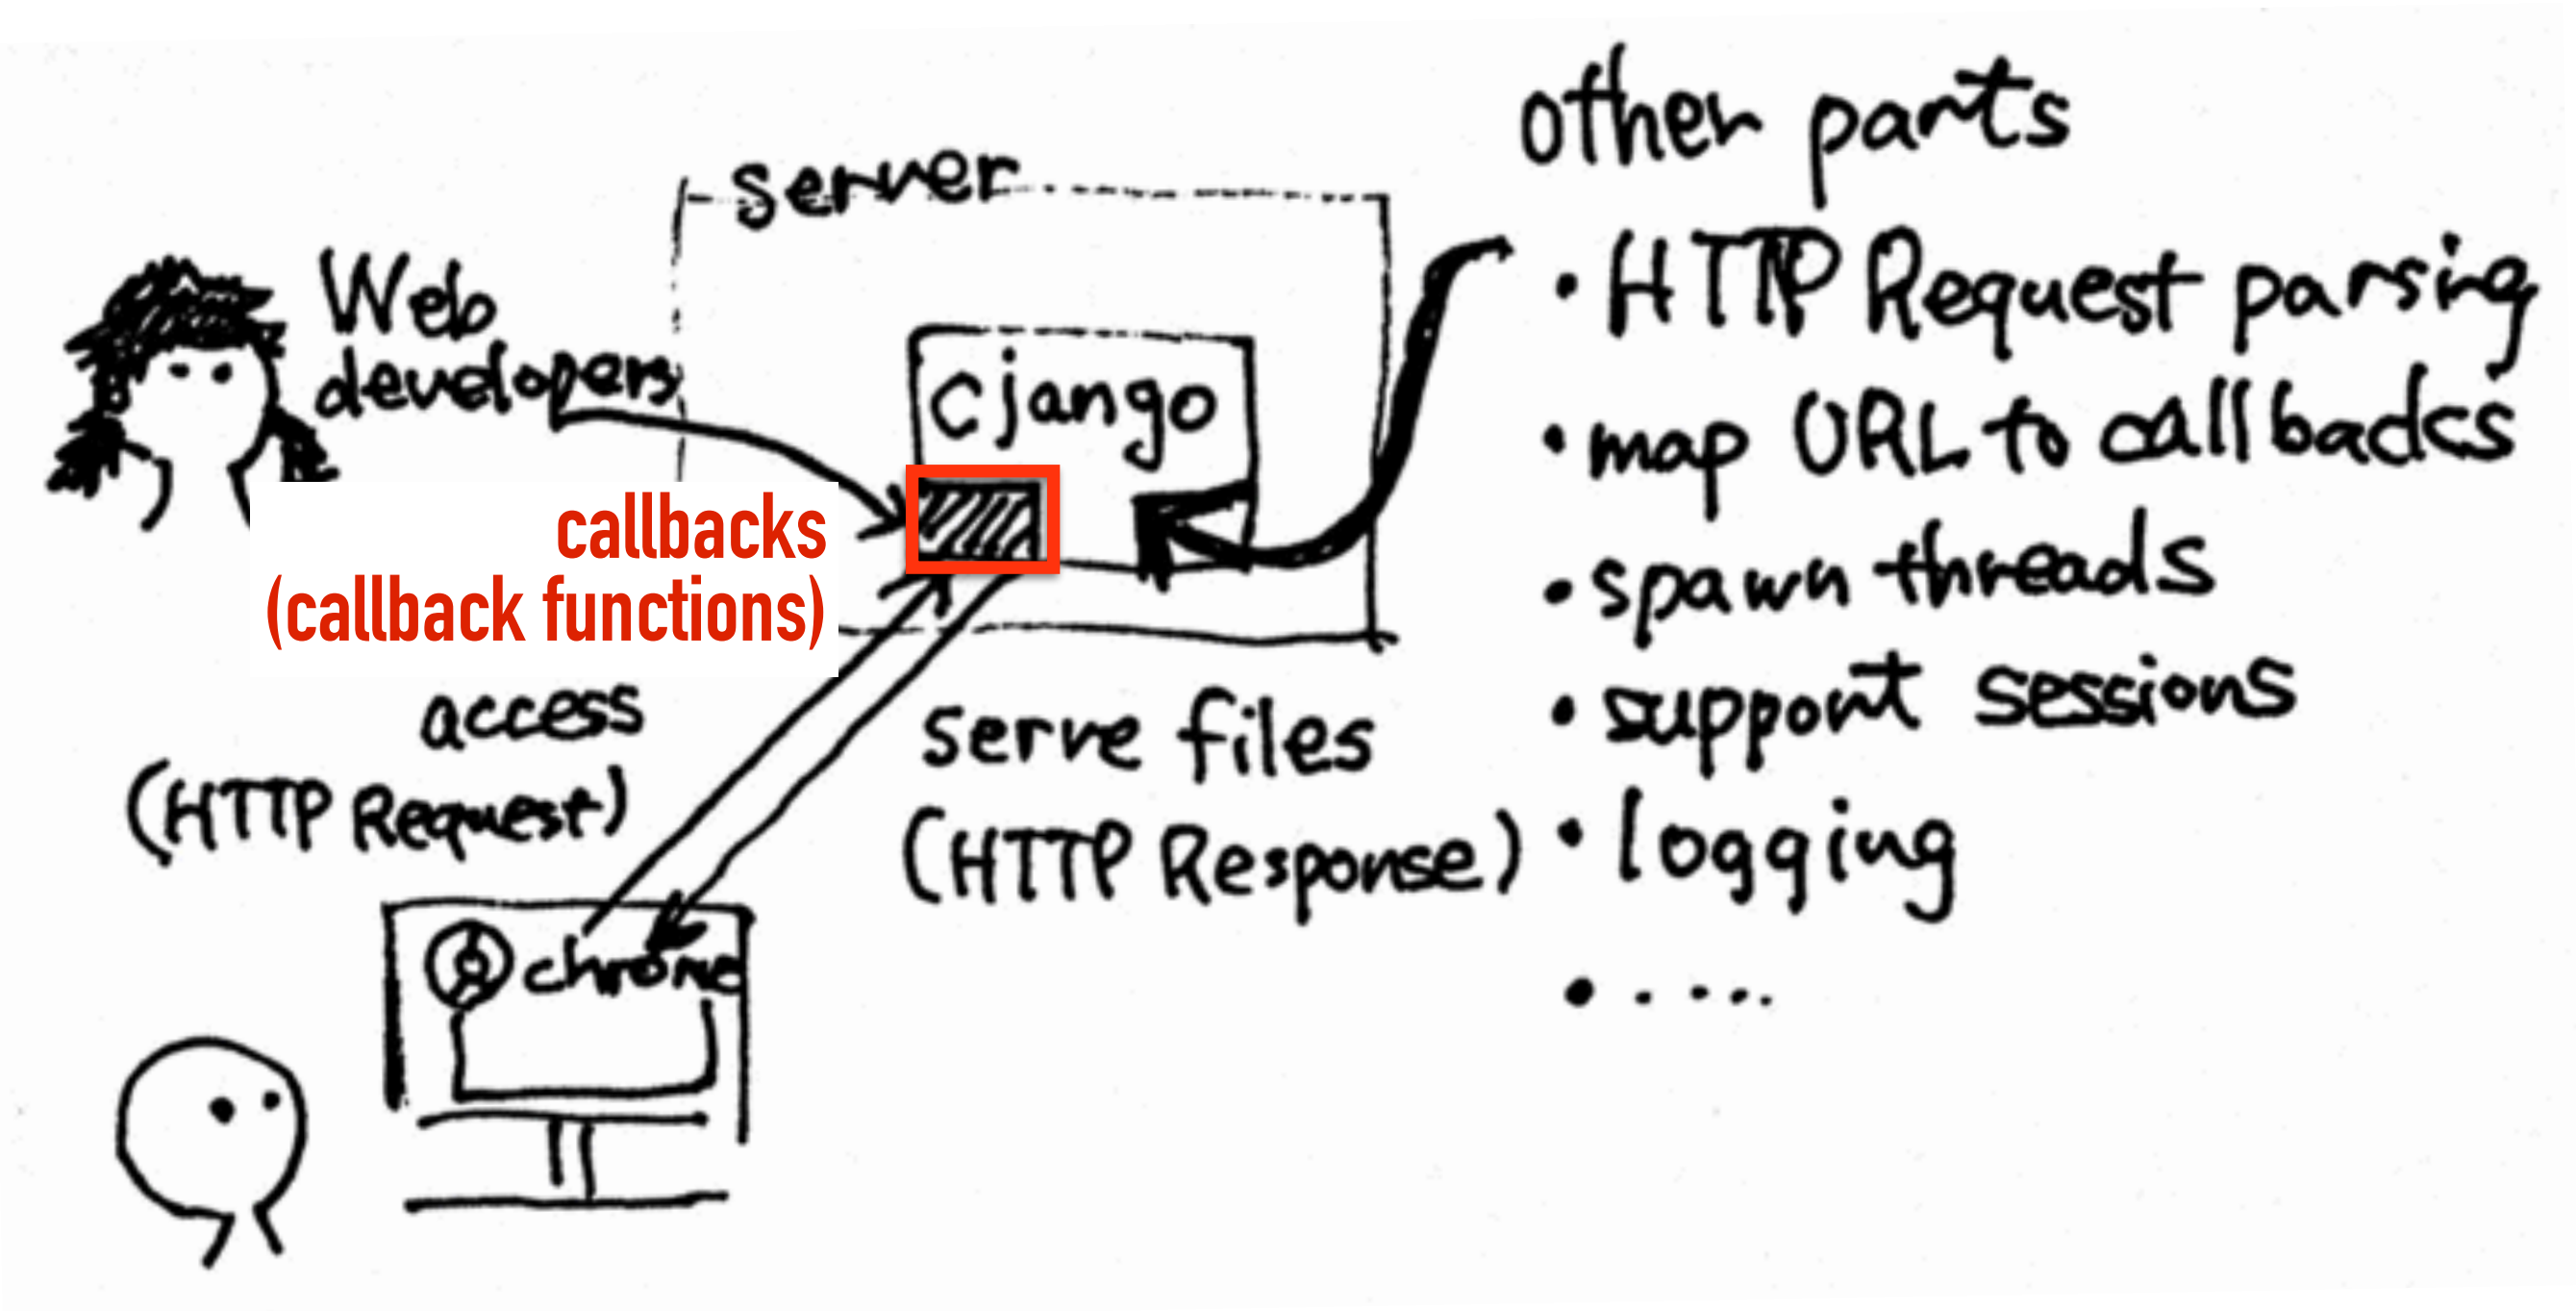 server
Web
developers
cjango
callbacks
(callback functions)
access
(HTTP Request)
serve files
(HTTP Response)
chrome
other parts
• HTTP Request parsing
• map URL to callbacks
• spawn threads
• support sessions
• logging
• ....